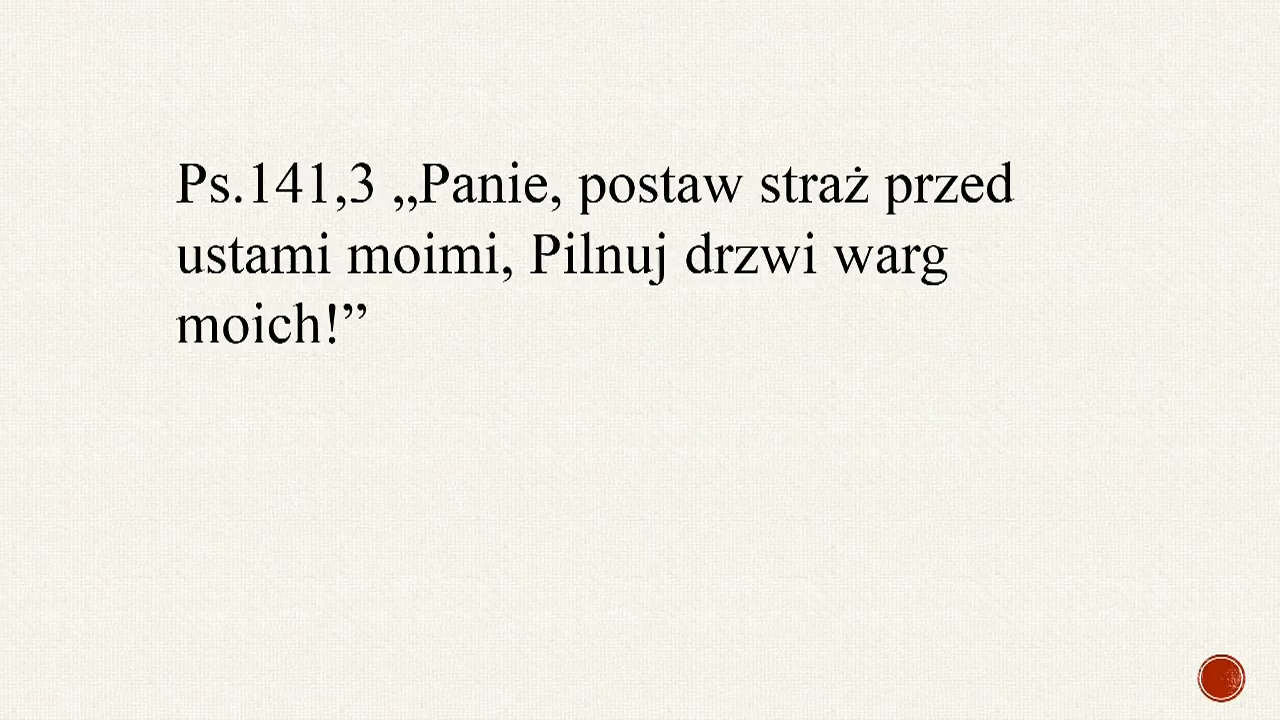 Ps.141,3 „Panie, postaw straż przed
ustami moimi, Pilnuj drzwi warg
moich!”